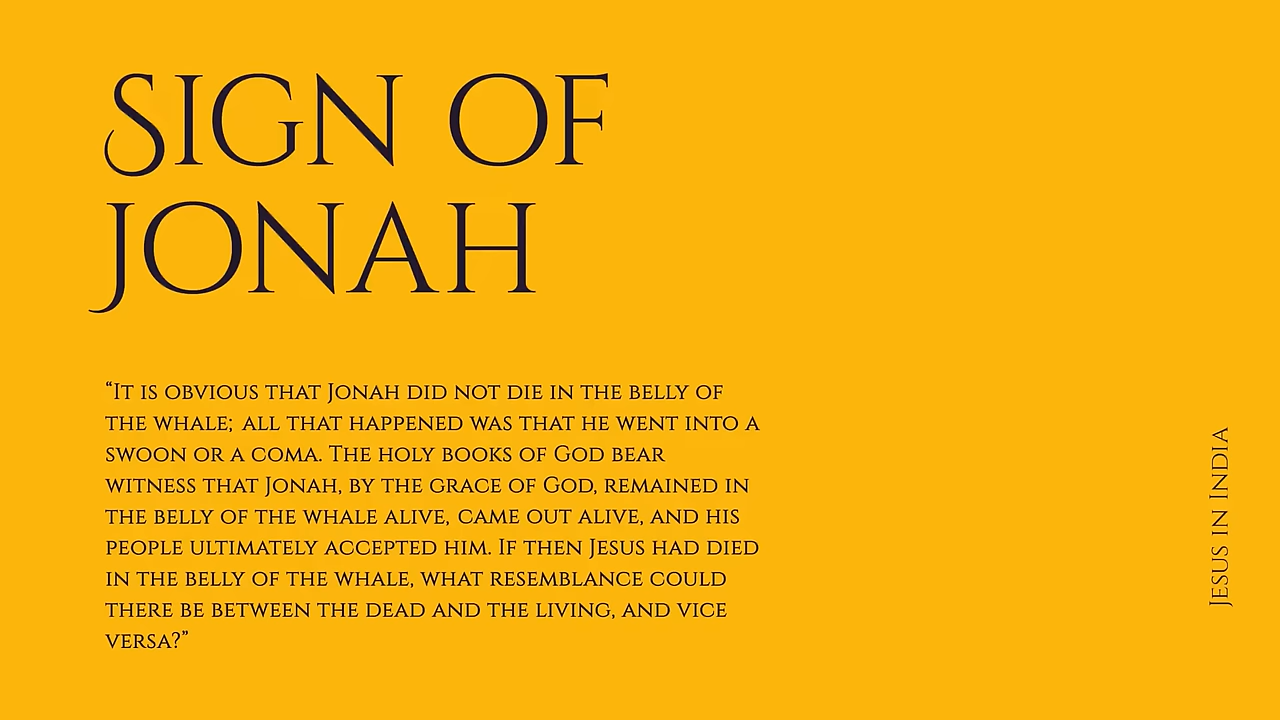 Sign of
Jonah
“It is obvious that Jonah did not die in the belly of
the whale; all that happened was that he went into a
swoon or a coma. The holy books of God bear
witness that Jonah, by the grace of God, remained in
the belly of the whale alive, came out alive, and his
people ultimately accepted him. If then Jesus had died
in the belly of the whale, what resemblance could
there be between the dead and the living, and vice
versa?”
Jesus in India